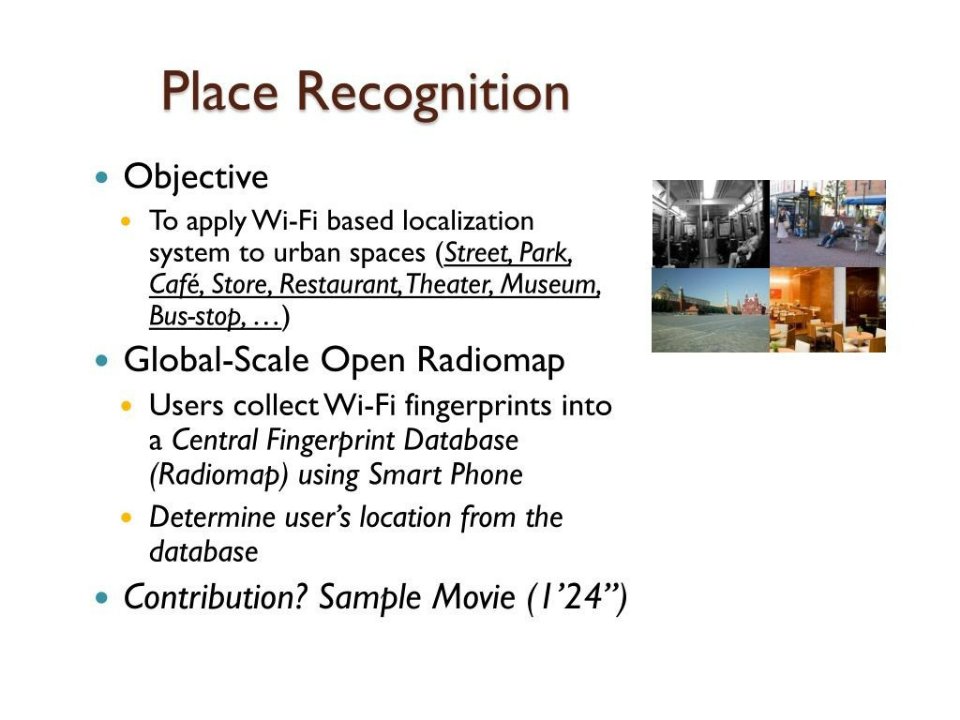 Place Recognition
Objective
To apply Wi-Fi based localization
system to urban spaces (Street, Park,
Café, Store, Restaurant, Theater, Museum,
Bus-stop, …)
Global-Scale Open Radiomap
Users collect Wi-Fi fingerprints into
a Central Fingerprint Database
(Radiomap) using Smart Phone
Determine user’s location from the
database
Contribution? Sample Movie (1’24”)